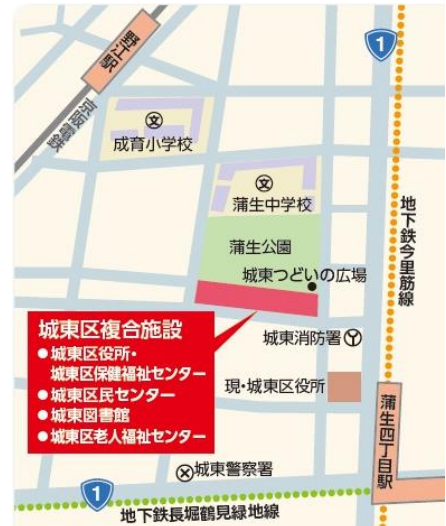 1
野江駅
京阪電鉄
文
成育小学校
文
蒲生中学校
地下鉄今里筋線
蒲生公園
城東つどいの広場
城東区複合施設
●城東区役所・
城東区保健福祉センター
●城東区民センター
●城東図書館
●城東区老人福祉センター
城東消防署
現・城東区役所
蒲生四丁目駅
城東警察署
1
地下鉄長堀鶴見緑地線